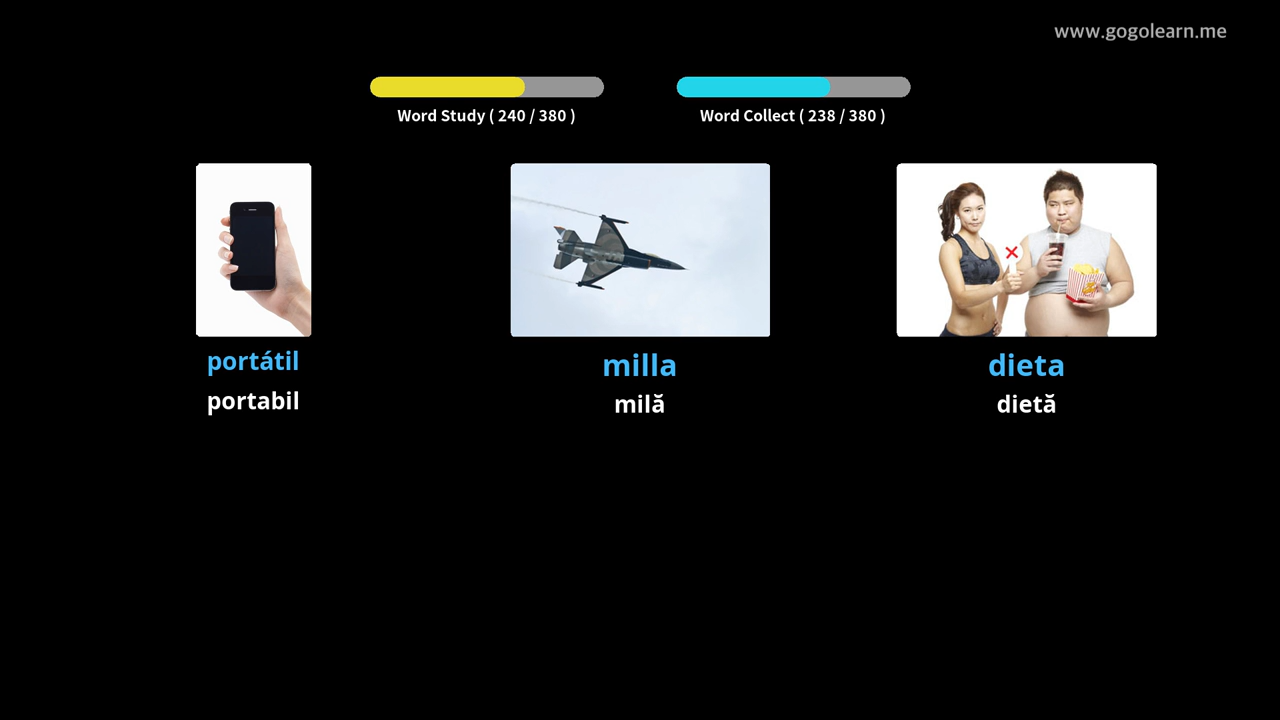 www.gogolearn.me
Word Study ( 240 / 380 )
Word Collect ( 238 / 380 )
portátil
portabil
milla
milă
dieta
dietă